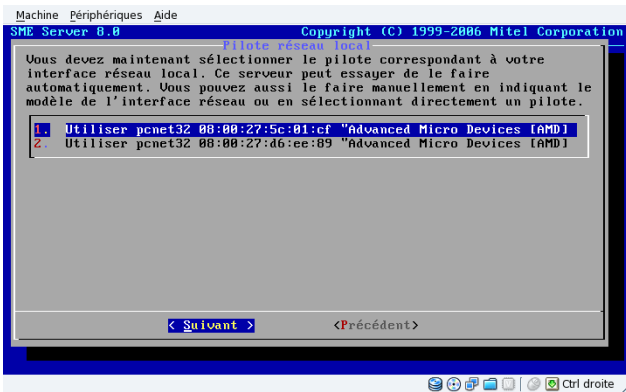 Machine Périphériques Aide
SME Server 8.0 Copyright (C) 1999-2006 Mitel Corporation
Pilote réseau local
Vous devez maintenant sélectionner le pilote correspondant à votre
interface réseau local. Ce serveur peut essayer de le faire
automatiquement. Vous pouvez aussi le faire manuellement en indiquant le
modèle de l'interface réseau ou en sélectionnant directement un pilote.
1. Utiliser pcnet32 08:00:27:5c:01:cf "Advanced Micro Devices [AMD]
2. Utiliser pcnet32 08:00:27:d6:ee:89 "Advanced Micro Devices [AMD]
< Suivant > <Précédent>
Ctrl droite